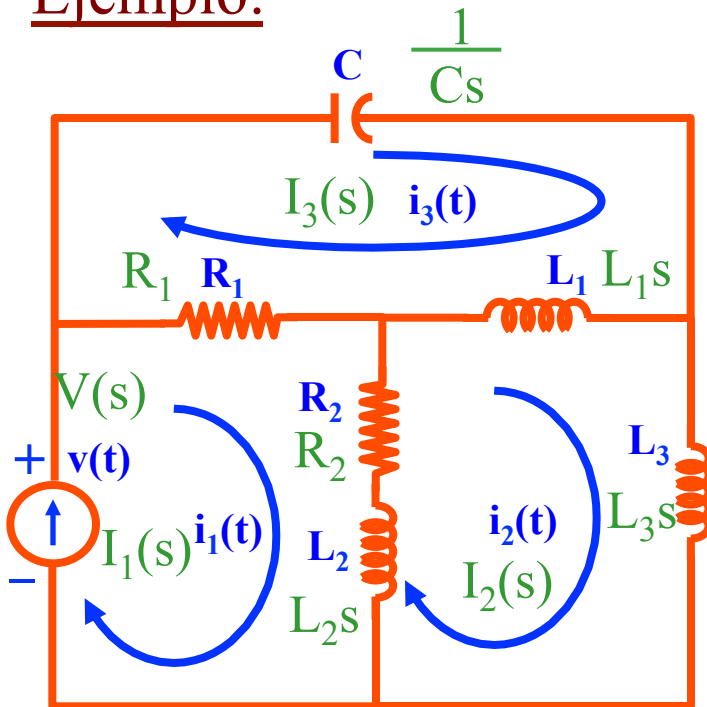 Ejemplo:
C
1
Cs
I₃(s) i₃(t)
R₁ R₁
L₁ L₁s
V(s)
+ v(t)
R₂
R₂
L₃
L₃s
I₁(s) i₁(t)
L₂
i₂(t)
I₂(s)
–
L₂s